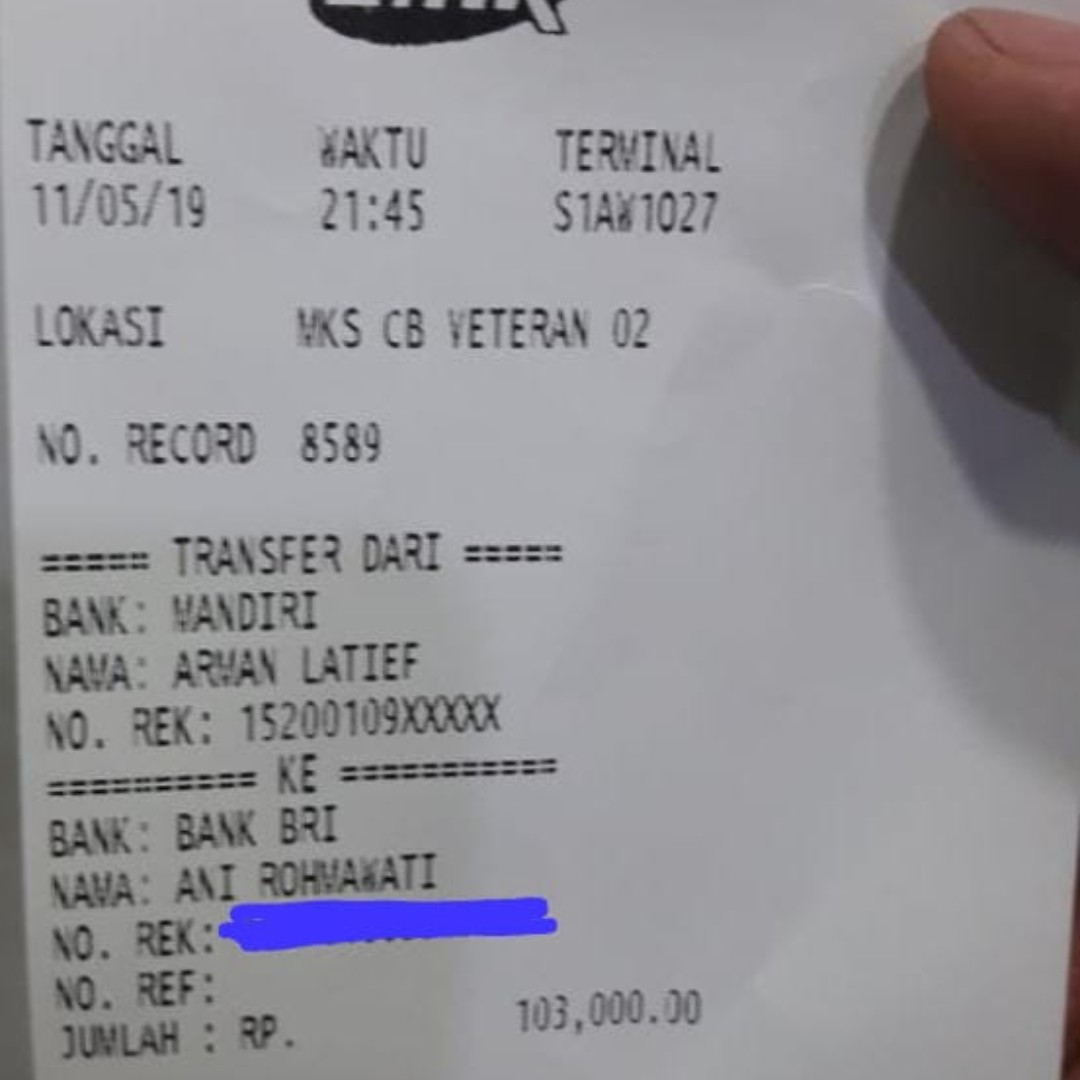 TANGGAL WAKTU TERMINAL
11/05/19 21:45 S1AW1027
LOKASI MKS CB VETERAN 02
NO. RECORD 8589
===== TRANSFER DARI =====
BANK: MANDIRI
NAMA: ARMAN LATIEF
NO. REK: 15200109XXXXX
========== KE ===========
BANK: BANK BRI
NAMA: ANI ROHMAWATI
NO. REK:
NO. REF:
JUMLAH : RP. 103,000.00